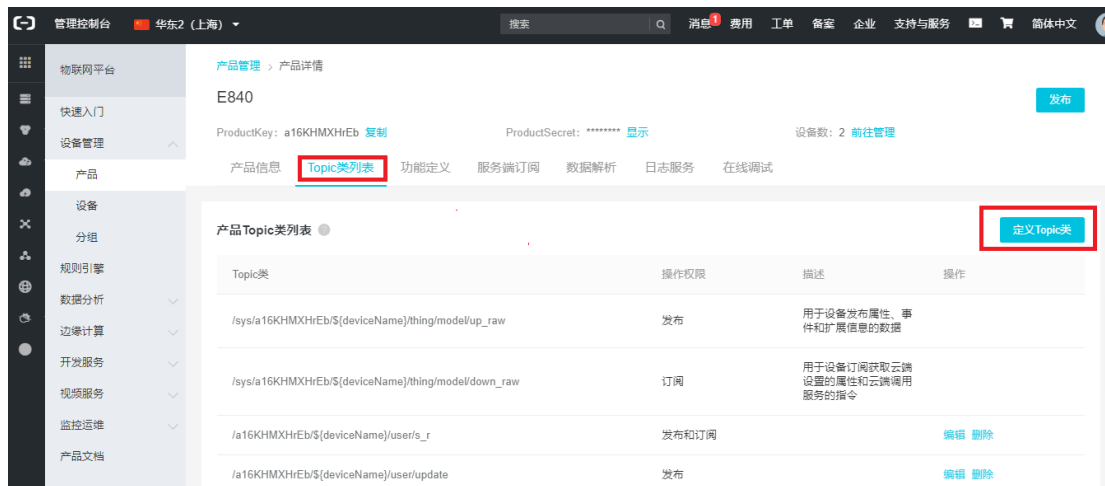 管理控制台 华东2（上海） 搜索 消息 1 费用 工单 备案 企业 支持与服务 简体中文
物联网平台
快速入门
设备管理
产品
设备
分组
规则引擎
数据分析
边缘计算
开发服务
视频服务
监控运维
产品文档
产品管理 > 产品详情
E840
发布
ProductKey: a16KHMXHrEb 复制 ProductSecret: ******** 显示 设备数: 2 前往管理
产品信息 Topic类列表 功能定义 服务端订阅 数据解析 日志服务 在线调试
产品Topic类列表
定义Topic类
Topic类 操作权限 描述 操作
/sys/a16KHMXHrEb/${deviceName}/thing/model/up_raw 发布 用于设备发布属性、事
件和扩展信息的数据
/sys/a16KHMXHrEb/${deviceName}/thing/model/down_raw 订阅 用于设备订阅获取云端
设置的属性和云端调用
服务的指令
/a16KHMXHrEb/${deviceName}/user/s_r 发布和订阅 编辑 删除
/a16KHMXHrEb/${deviceName}/user/update 发布 编辑 删除